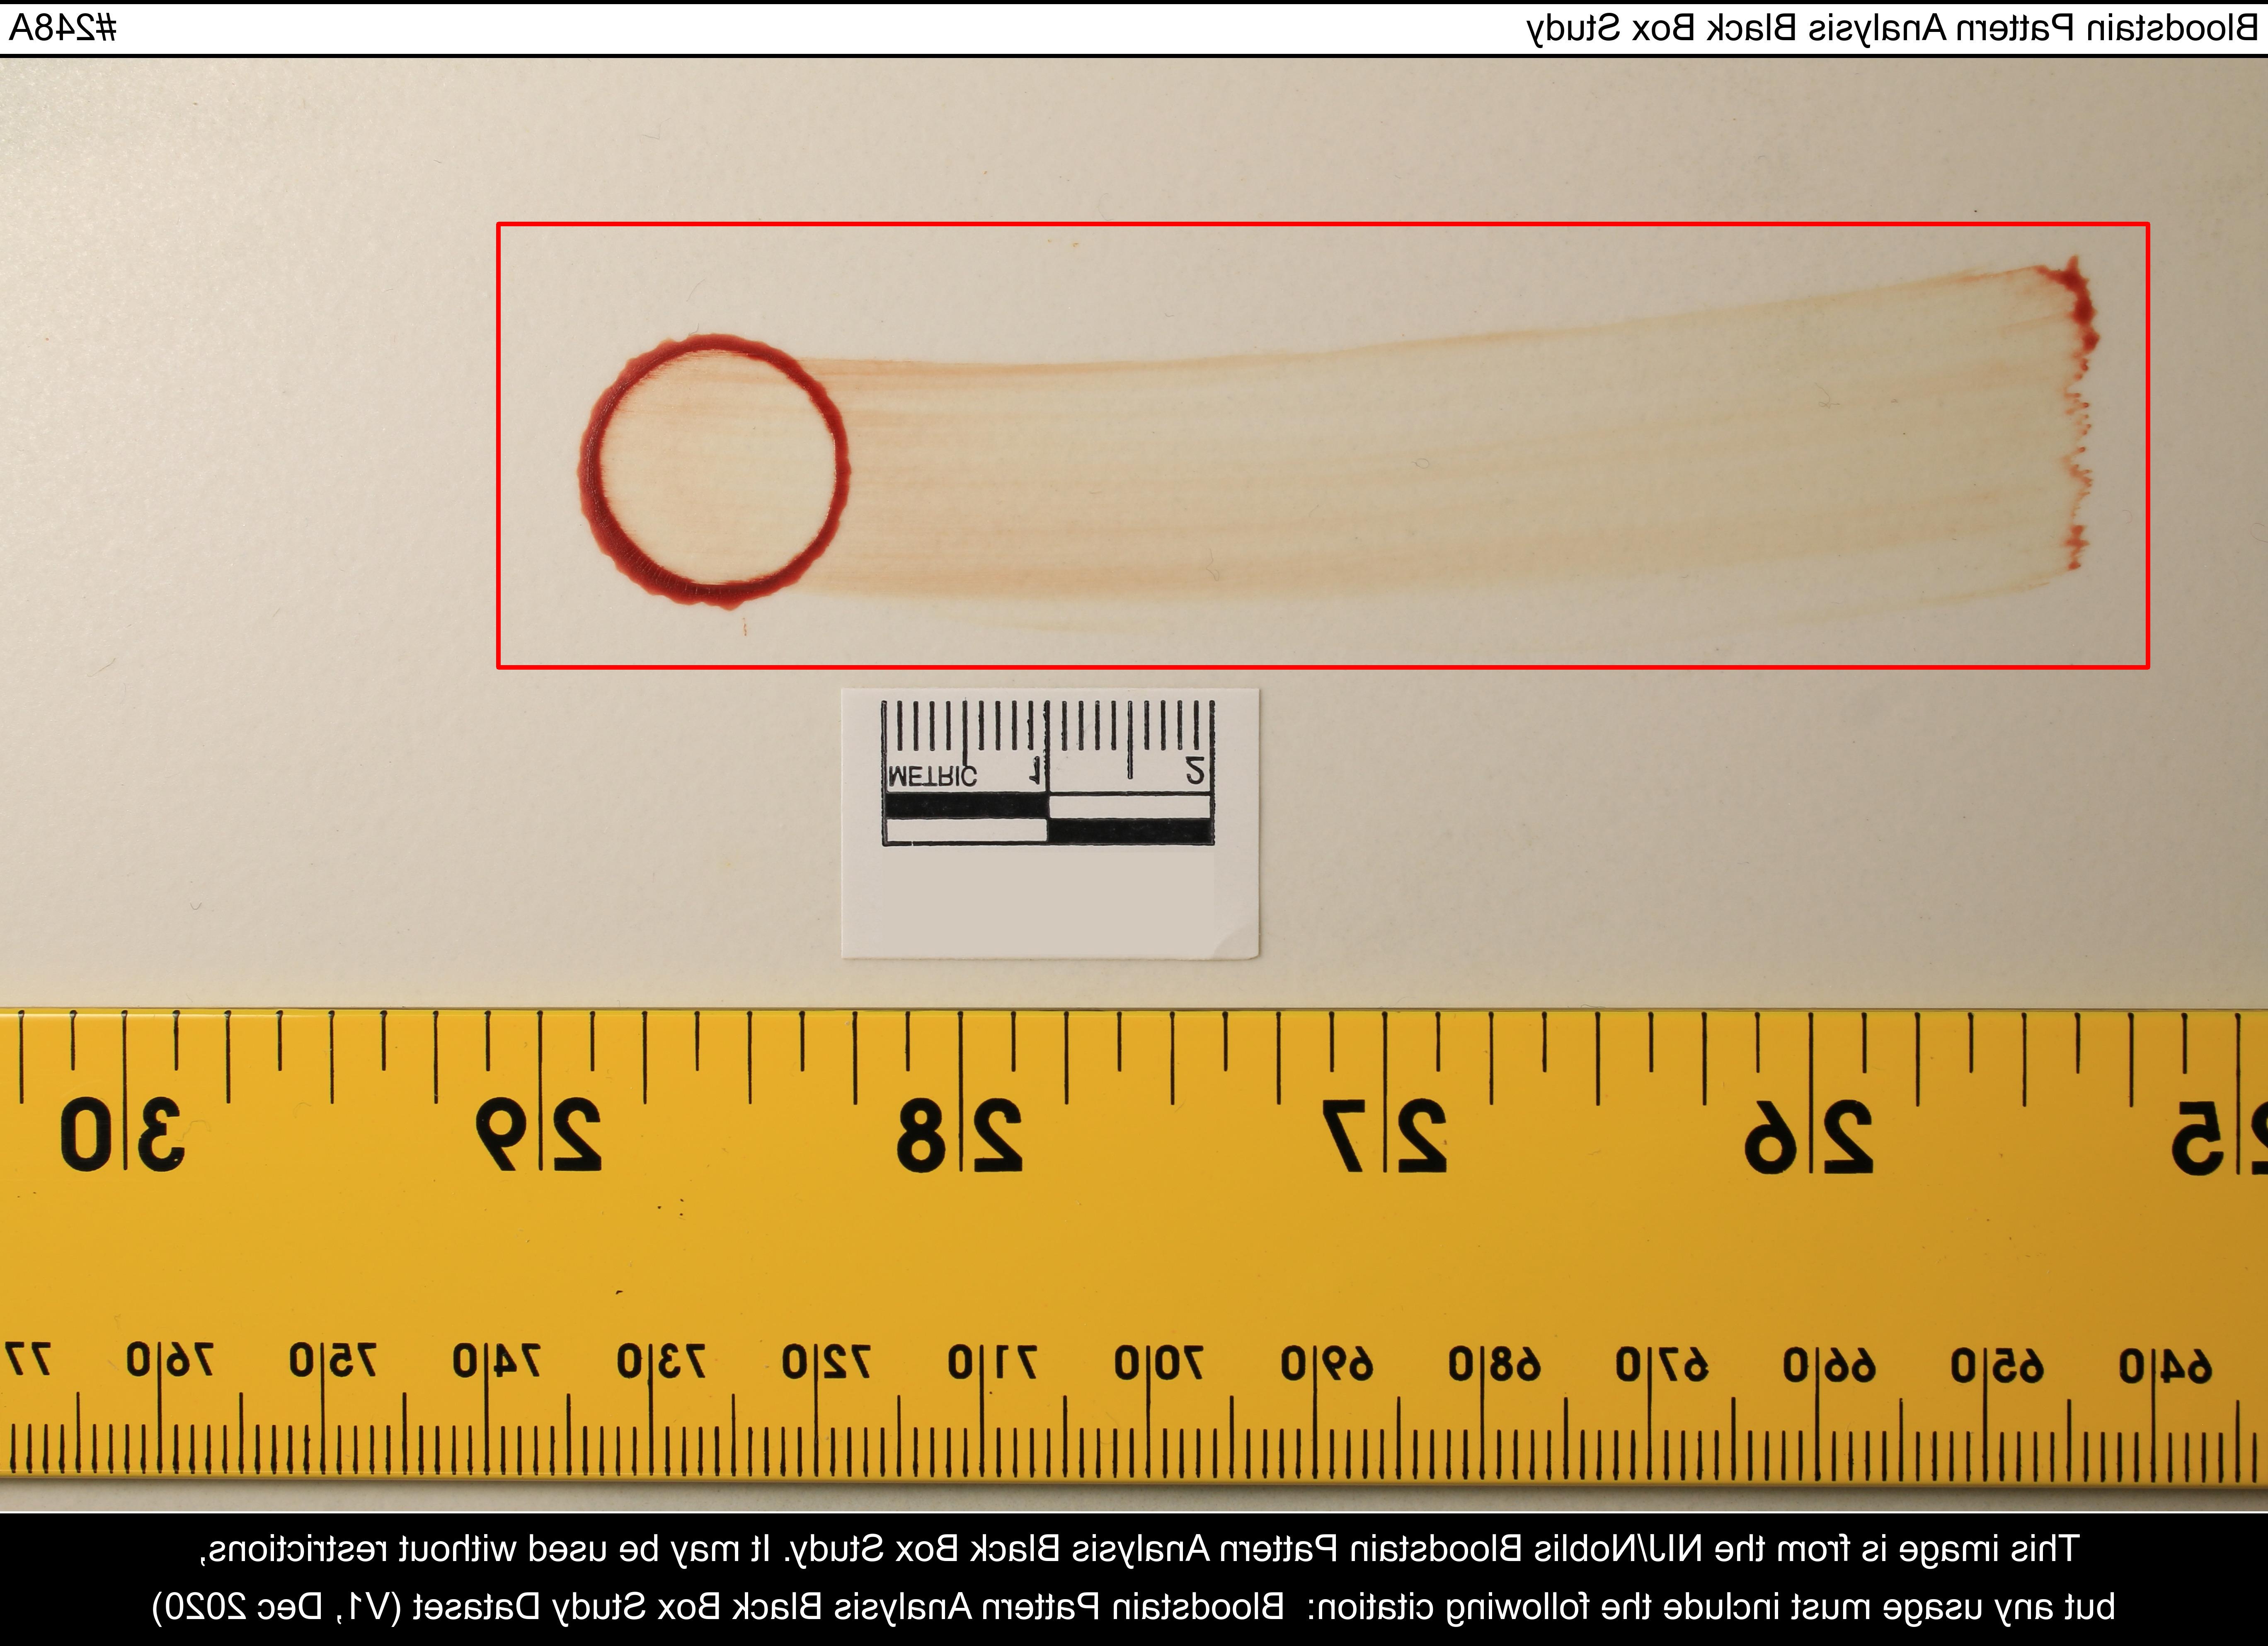 Bloodstain Pattern Analysis Black Box Study #248A
METRIC 1 2
25 26 27 28 29 30
640 650 660 670 680 690 700 710 720 730 740 750 760 77
This image is from the NIJ/Noblis Bloodstain Pattern Analysis Black Box Study. It may be used without restrictions,
but any usage must include the following citation: Bloodstain Pattern Analysis Black Box Study Dataset (V1, Dec 2020)